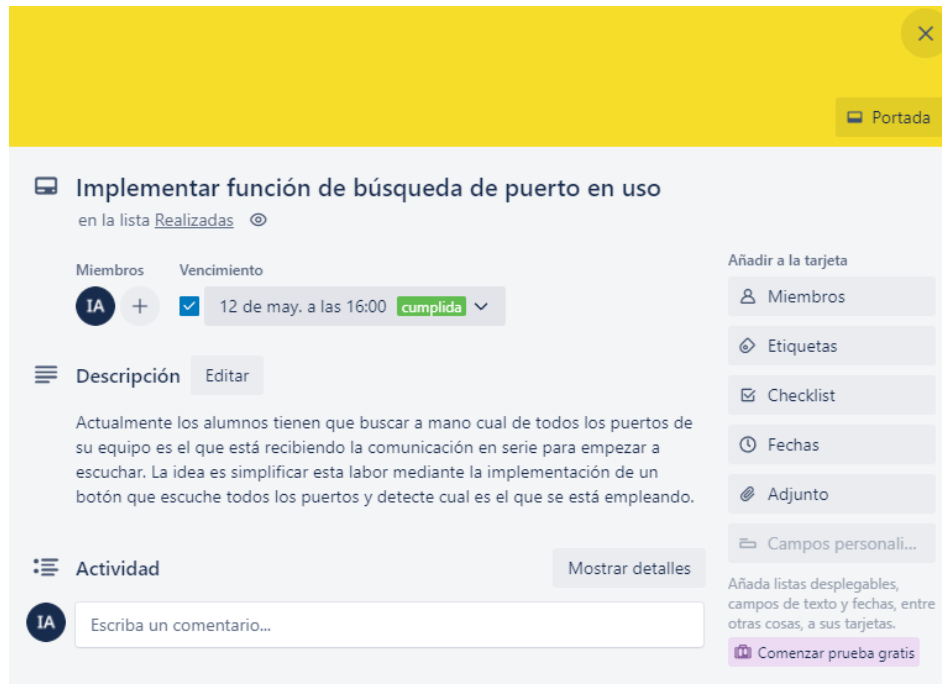 Portada
Implementar función de búsqueda de puerto en uso
en la lista Realizadas
Miembros
Vencimiento
IA
12 de may. a las 16:00 cumplida
Descripción
Editar
Actualmente los alumnos tienen que buscar a mano cual de todos los puertos de
su equipo es el que está recibiendo la comunicación en serie para empezar a
escuchar. La idea es simplificar esta labor mediante la implementación de un
botón que escuche todos los puertos y detecte cual es el que se está empleando.
Actividad
Mostrar detalles
IA
Escriba un comentario...
Añadir a la tarjeta
Miembros
Etiquetas
Checklist
Fechas
Adjunto
Campos personali...
Añada listas desplegables,
campos de texto y fechas, entre
otras cosas, a sus tarjetas.
Comenzar prueba gratis